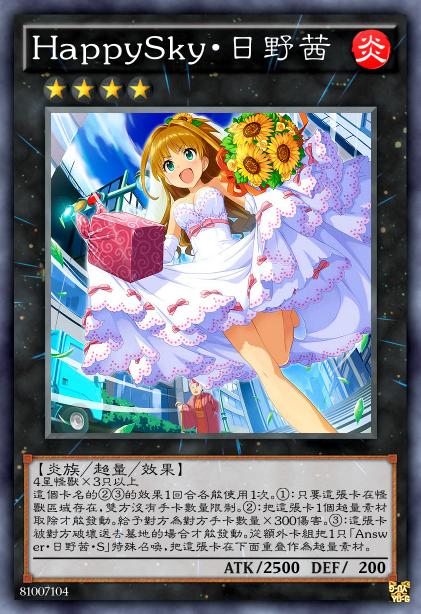 HappySky・日野茜
炎
【炎族／超量／效果】
4星怪獸×3只以上
這個卡名的②③的效果1回合各能使用1次。①：只要這張卡在怪
獸區域存在，雙方沒有手卡數量限制。②：把這張卡1個超量素材
取除才能發動。給予對方為對方手卡數量×300傷害。③：這張卡
被對方破壞送去墓地的場合才能發動。從額外卡組把1只「Answ
er・日野茜・S」特殊召喚，把這張卡在下面重疊作為超量素材。
ATK/2500 DEF/ 200
81007104